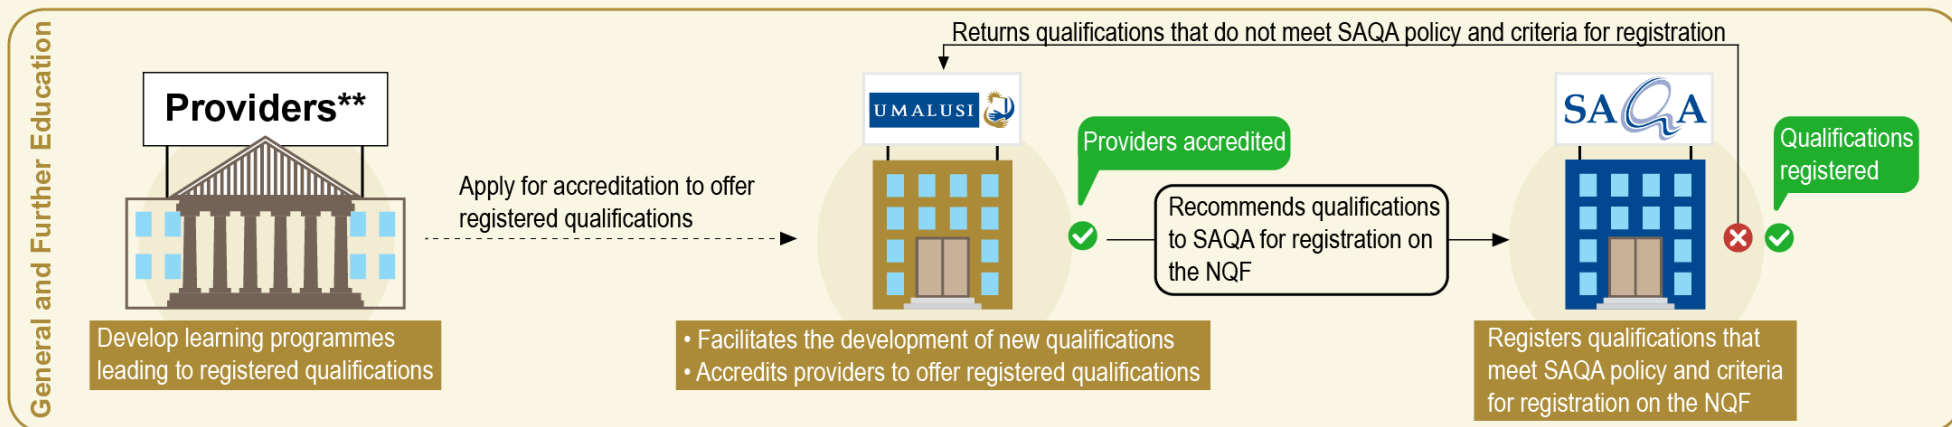 General and Further Education
Returns qualifications that do not meet SAQA policy and criteria for registration
Providers**
Apply for accreditation to offer
registered qualifications
Develop learning programmes
leading to registered qualifications
UMALUSI
Providers accredited
• Facilitates the development of new qualifications
• Accredits providers to offer registered qualifications
Recommends qualifications
to SAQA for registration on
the NQF
SAQA
Qualifications
registered
Registers qualifications that
meet SAQA policy and criteria
for registration on the NQF